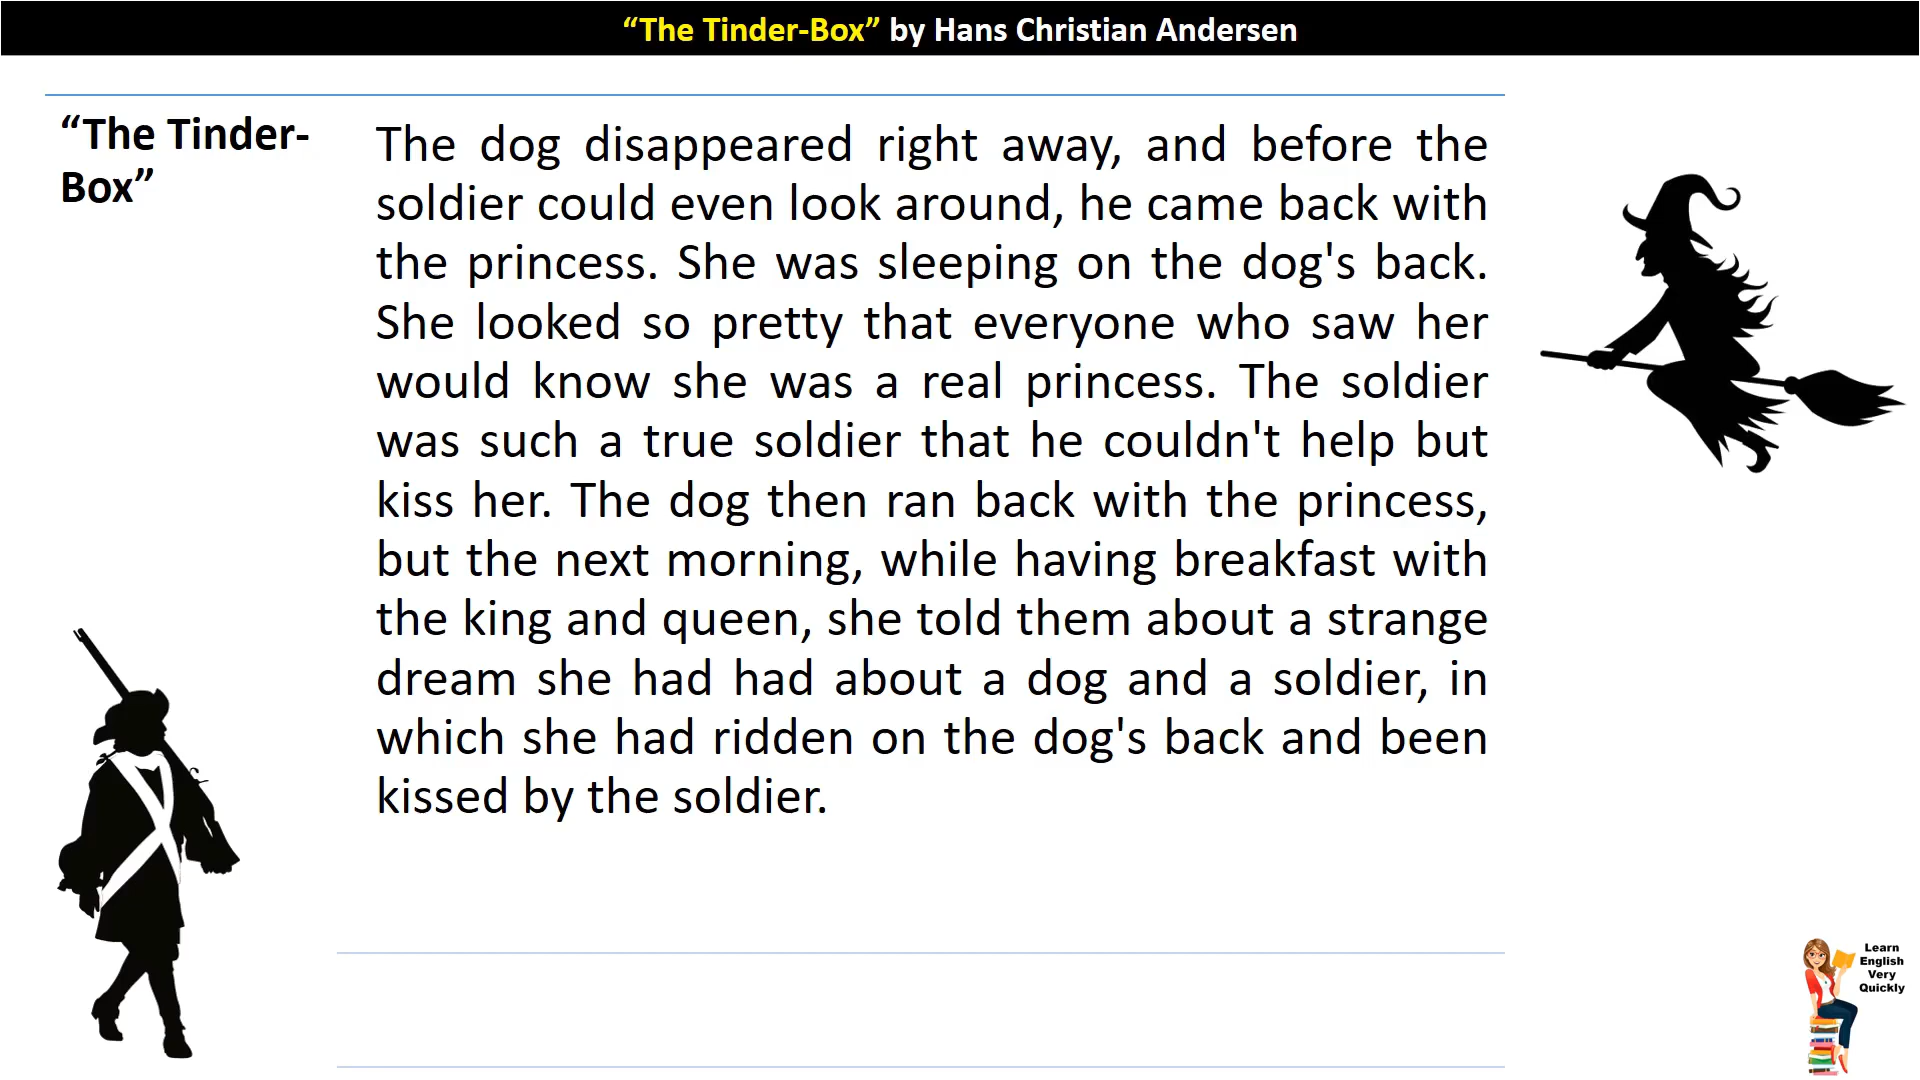 “The Tinder-Box” by Hans Christian Andersen
“The Tinder-
Box”
The dog disappeared right away, and before the
soldier could even look around, he came back with
the princess. She was sleeping on the dog's back.
She looked so pretty that everyone who saw her
would know she was a real princess. The soldier
was such a true soldier that he couldn't help but
kiss her. The dog then ran back with the princess,
but the next morning, while having breakfast with
the king and queen, she told them about a strange
dream she had had about a dog and a soldier, in
which she had ridden on the dog's back and been
kissed by the soldier.
Learn
English
Very
Quickly